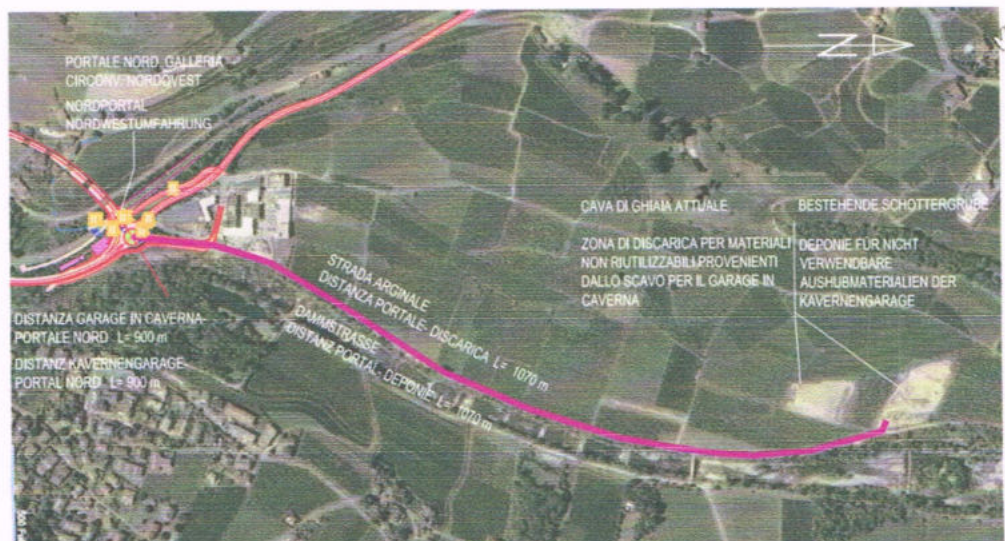 PORTALE NORD GALLERIA
CIRCONV. NORDOVEST
NORDPORTAL
NORDWESTUMFAHRUNG
N
CAVA DI GHIAIA ATTUALE
BESTEHENDE SCHOTTERGRUBE
ZONA DI DISCARICA PER MATERIALI
NON RIUTILIZZABILI PROVENIENTI
DALLO SCAVO PER IL GARAGE IN
CAVERNA
DEPONIE FÜR NICHT
VERWENDBARE
AUSHUBMATERIALIEN DER
KAVERNENGARAGE
STRADA ARGINALE
DISTANZA PORTALE- DISCARICA L= 1070 m
DAMMSTRASSE
DISTANZ PORTAL- DEPONIE L= 1070 m
DISTANZA GARAGE IN CAVERNA-
PORTALE NORD L= 900 m
DISTANZ KAVERNENGARAGE-
PORTAL NORD L= 900 m